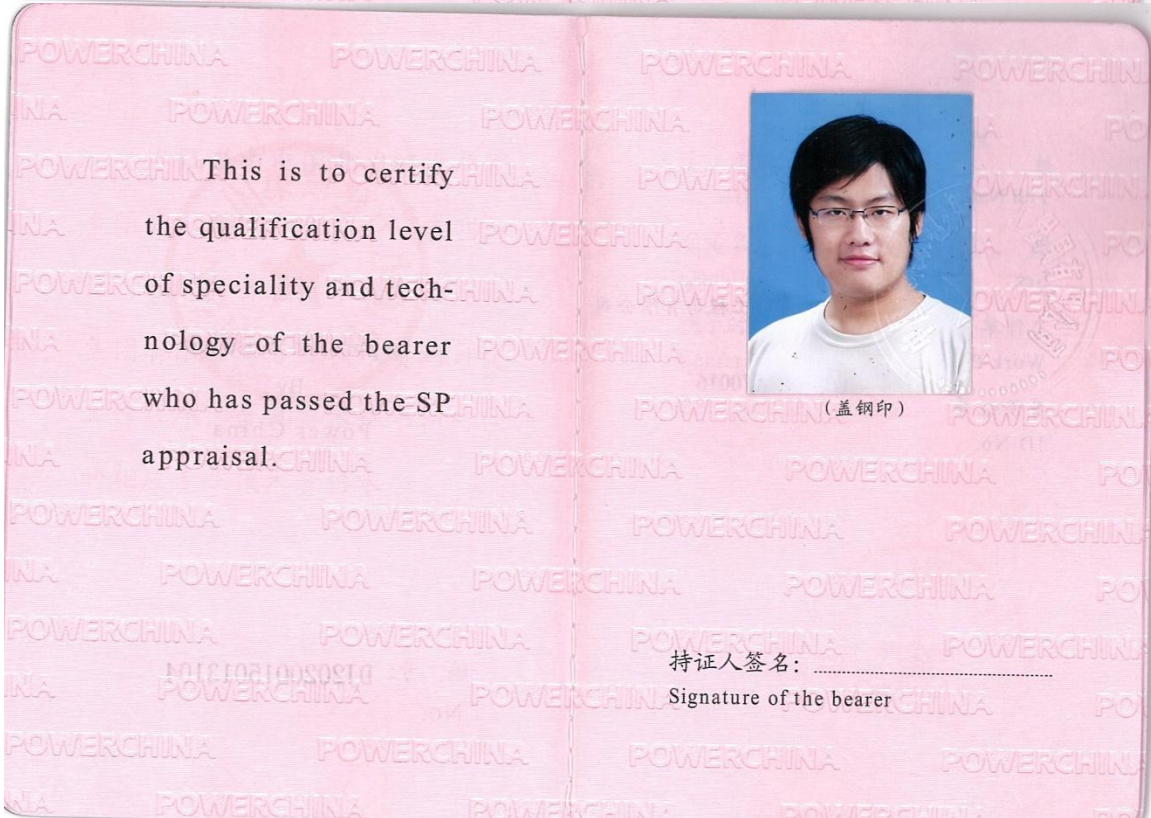 This is to certify
the qualification level
of speciality and tech-
nology of the bearer
who has passed the SP
appraisal.
POWERCHINA
(盖钢印)
持证人签名:
Signature of the bearer